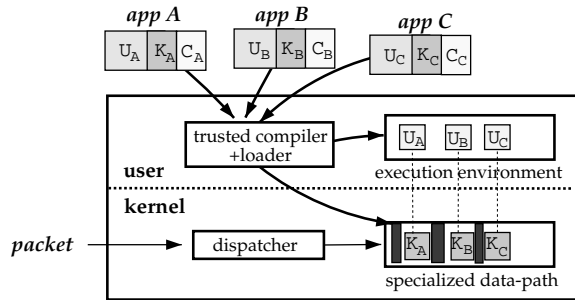 app A app B app C
U_A K_A C_A U_B K_B C_B U_C K_C C_C
trusted compiler
+loader
U_A U_B U_C
execution environment
user
kernel
packet
dispatcher
K_A K_B K_C
specialized data-path